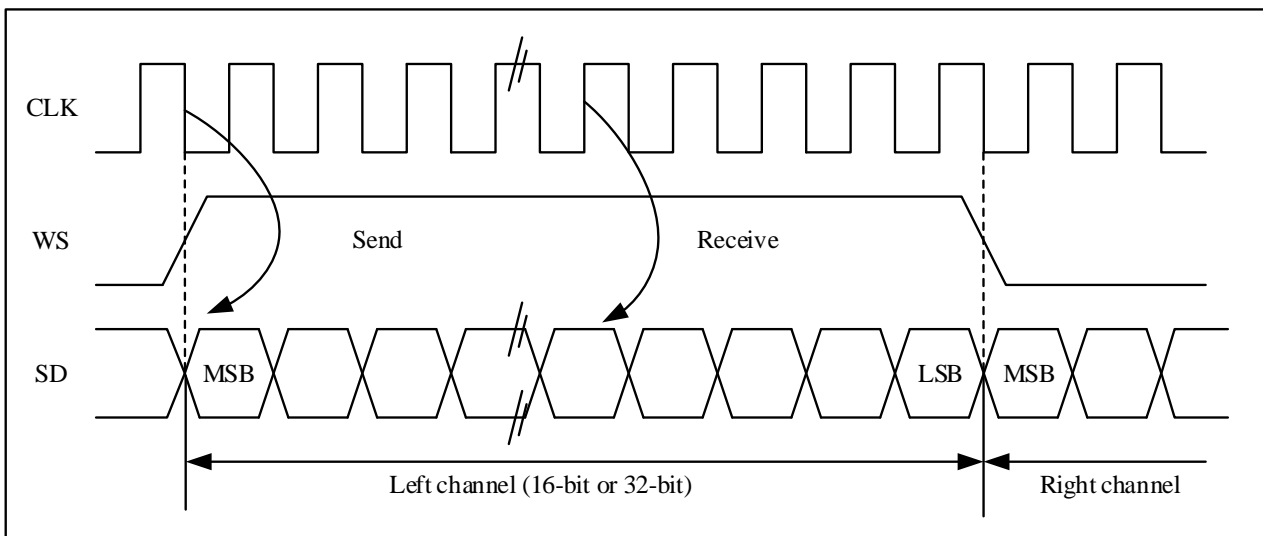 CLK
WS
Send
Receive
SD
MSB
LSB
MSB
Left channel (16-bit or 32-bit)
Right channel